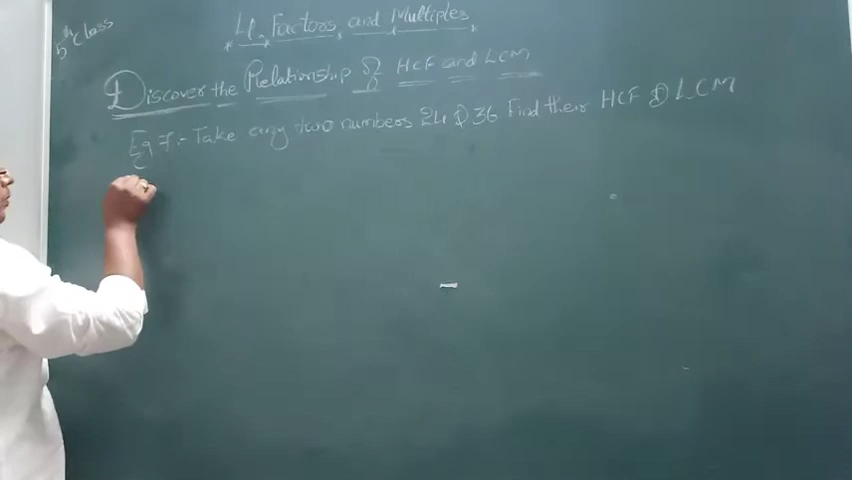 5th class
4. Factors and Multiples
Discover the Relationship HCF and LCM
Eg 7:- Take any two numbers 24 & 36 Find their HCF & LCM